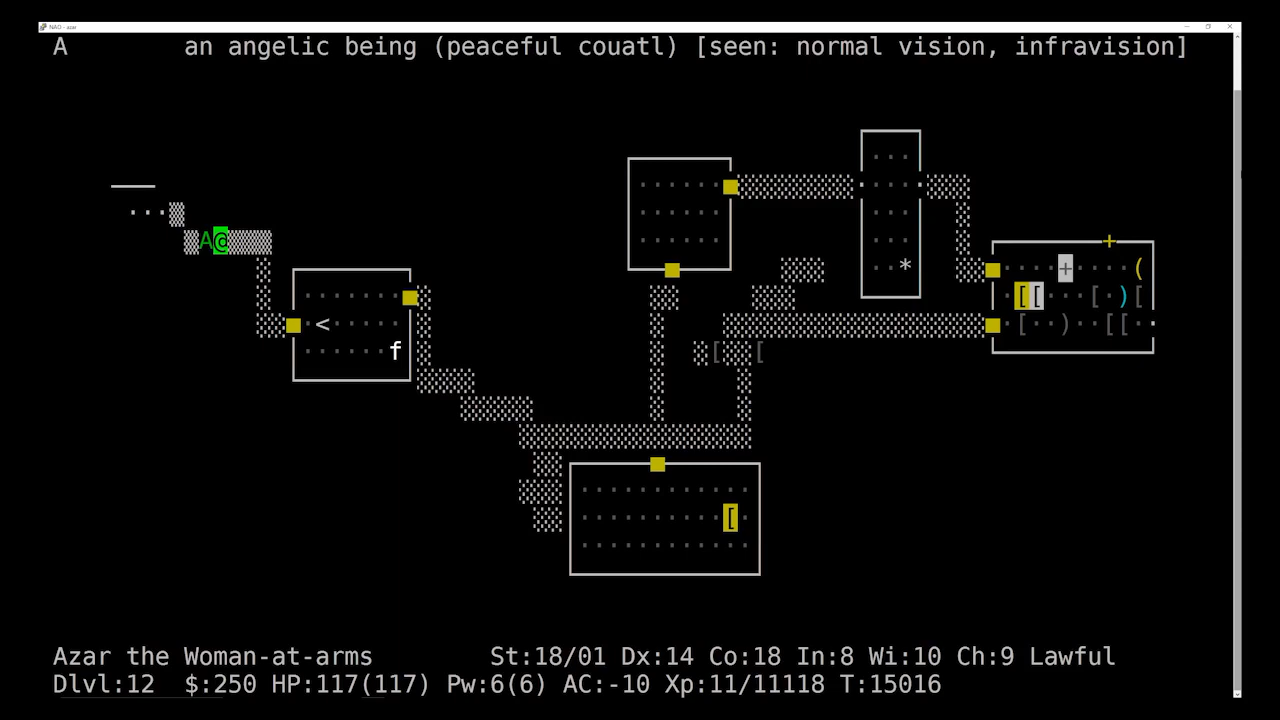 NAO - azar
A an angelic being (peaceful couatl) [seen: normal vision, infravision]
Azar the Woman-at-arms St:18/01 Dx:14 Co:18 In:8 Wi:10 Ch:9 Lawful
Dlvl:12 $:250 HP:117(117) Pw:6(6) AC:-10 Xp:11/11118 T:15016